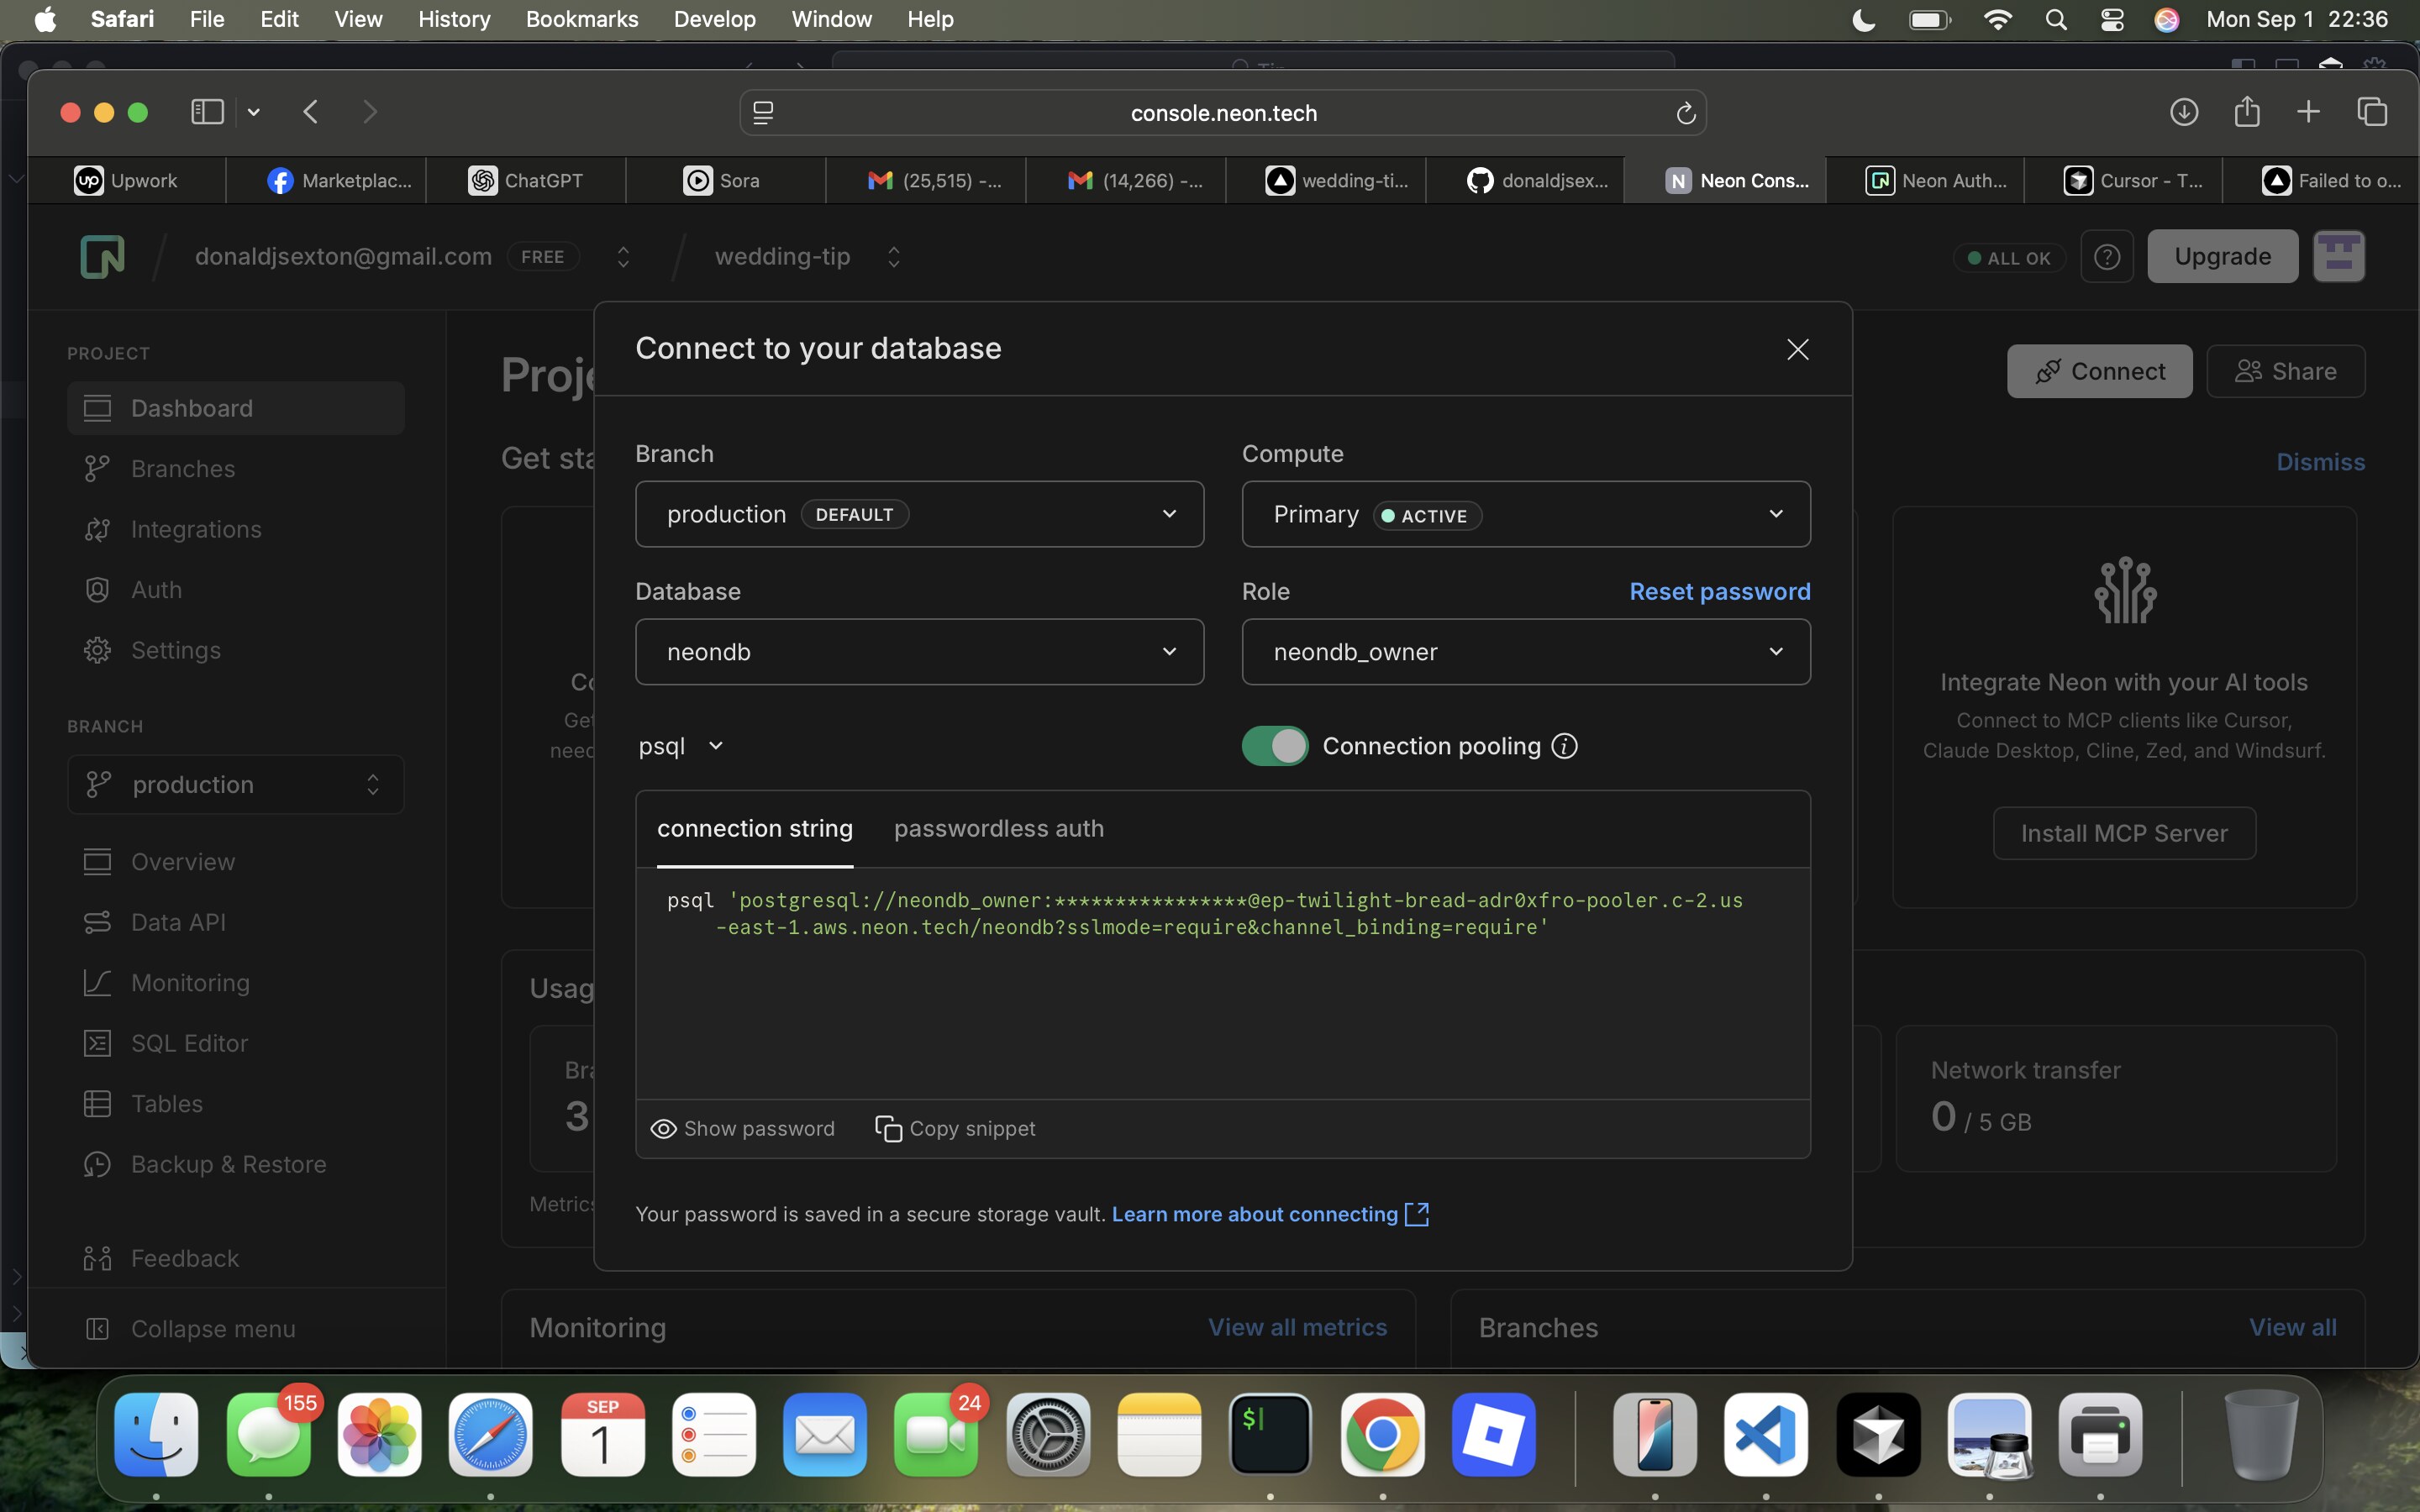 Safari File Edit View History Bookmarks Develop Window Help Mon Sep 1 22:36
console.neon.tech
Upwork Marketplac... ChatGPT Sora (25,515) -... (14,266) -... wedding-ti... donaldjsex... Neon Cons... Neon Auth... Cursor - T... Failed to o...
donaldjsexton@gmail.com FREE wedding-tip ALL OK Upgrade
PROJECT
Dashboard
Branches
Integrations
Auth
Settings
BRANCH
production
Overview
Data API
Monitoring
SQL Editor
Tables
Backup & Restore
Feedback
Collapse menu
Connect to your database
Branch Compute
production DEFAULT Primary ACTIVE
Database Role Reset password
neondb neondb_owner
psql Connection pooling
connection string passwordless auth
psql 'postgresql://neondb_owner:****************@ep-twilight-bread-adr0xfro-pooler.c-2.us
-east-1.aws.neon.tech/neondb?sslmode=require&channel_binding=require'
Show password Copy snippet
Your password is saved in a secure storage vault. Learn more about connecting
Connect Share
Dismiss
Integrate Neon with your AI tools
Connect to MCP clients like Cursor,
Claude Desktop, Cline, Zed, and Windsurf.
Install MCP Server
Network transfer
0 / 5 GB
3
Monitoring View all metrics Branches View all
155 SEP 1 24 $